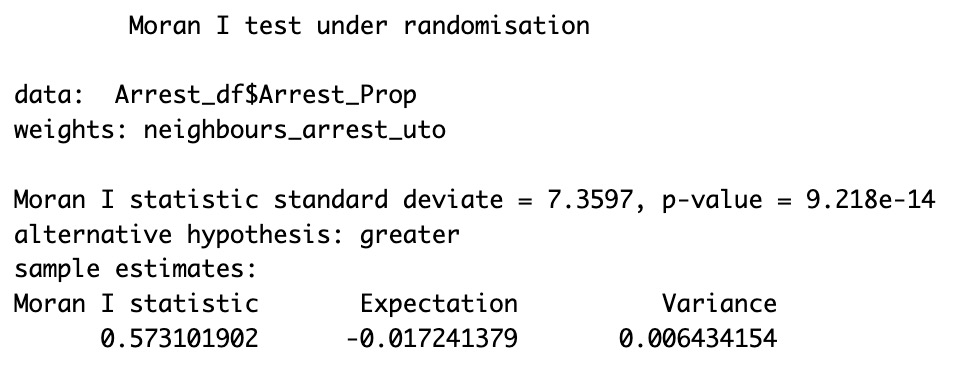 Moran I test under randomisation
data:  Arrest_df$Arrest_Prop
weights: neighbours_arrest_uto
Moran I statistic standard deviate = 7.3597, p-value = 9.218e-14
alternative hypothesis: greater
sample estimates:
Moran I statistic       Expectation          Variance
0.573101902      -0.017241379       0.006434154